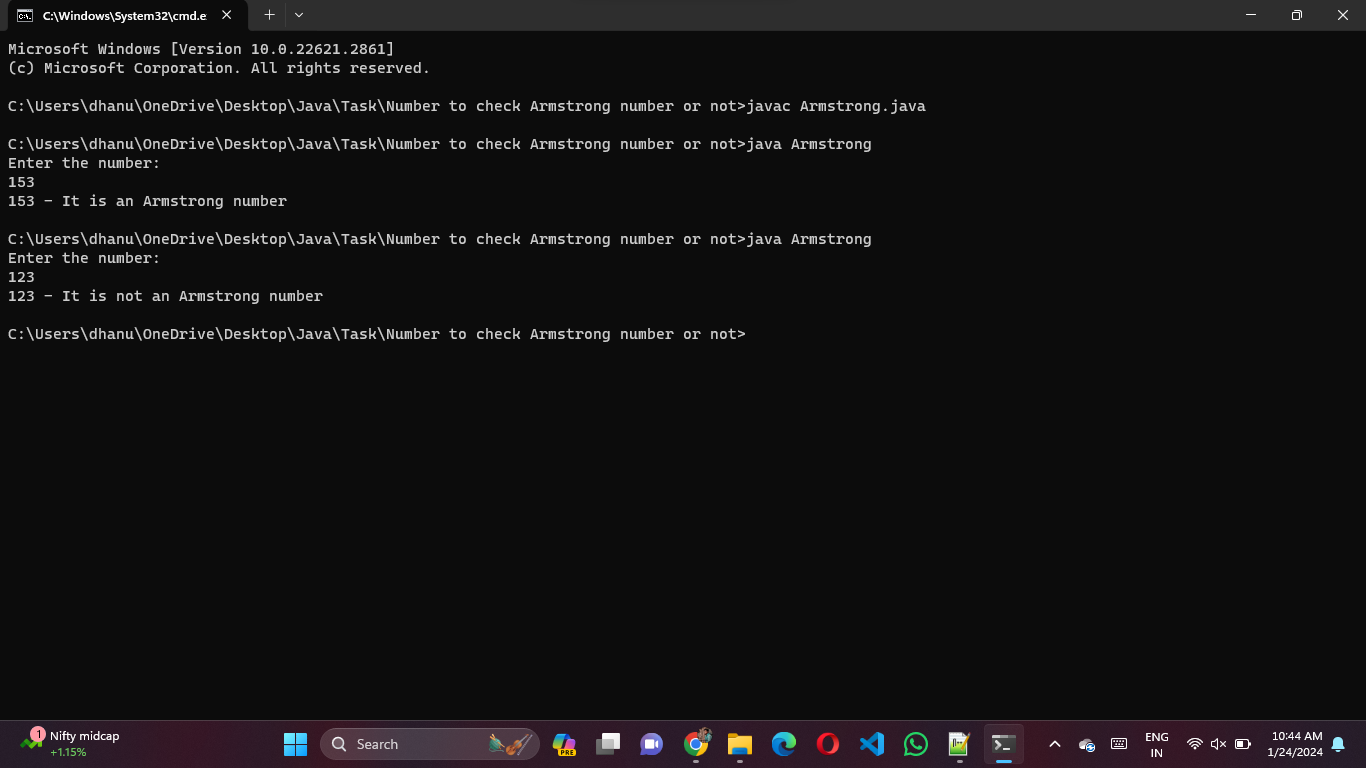 C:\Windows\System32\cmd.e
Microsoft Windows [Version 10.0.22621.2861]
(c) Microsoft Corporation. All rights reserved.
C:\Users\dhanu\OneDrive\Desktop\Java\Task\Number to check Armstrong number or not>javac Armstrong.java
C:\Users\dhanu\OneDrive\Desktop\Java\Task\Number to check Armstrong number or not>java Armstrong
Enter the number:
153
153 - It is an Armstrong number
C:\Users\dhanu\OneDrive\Desktop\Java\Task\Number to check Armstrong number or not>java Armstrong
Enter the number:
123
123 - It is not an Armstrong number
C:\Users\dhanu\OneDrive\Desktop\Java\Task\Number to check Armstrong number or not>
1
Nifty midcap
+1.15%
Search
PRE
ENG
IN
10:44 AM
1/24/2024